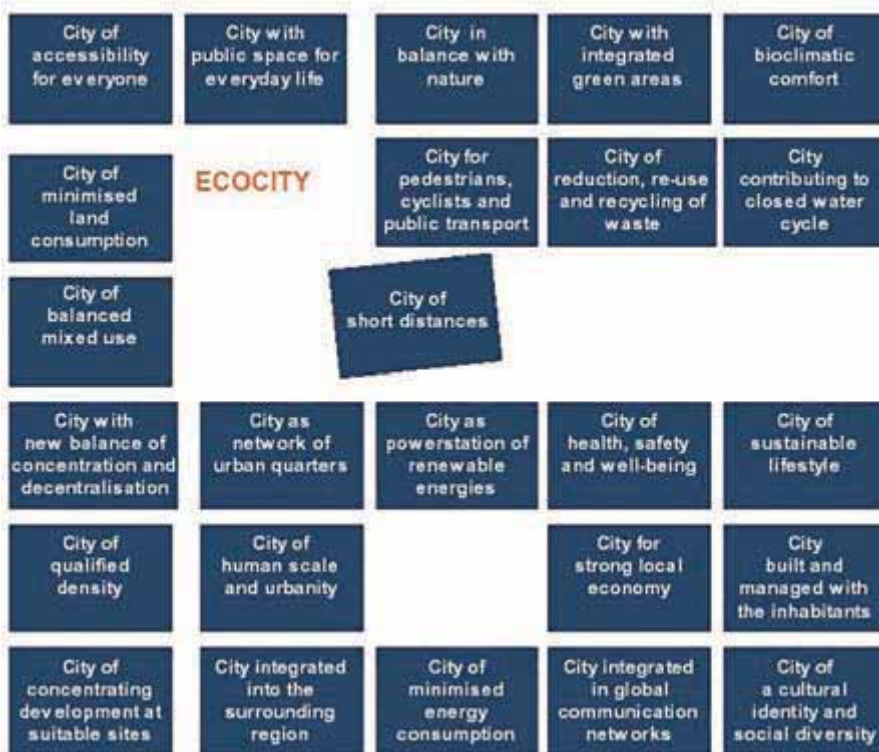 City of
accessibility
for everyone
City with
public space for
everyday life
City in
balance with
nature
City with
integrated
green areas
City of
bioclimatic
comfort
City of
minimised
land
consumption
ECOCITY
City for
pedestrians,
cyclists and
public transport
City of
reduction, re-use
and recycling of
waste
City
contributing to
closed water
cycle
City of
balanced
mixed use
City of
short distances
City with
new balance of
concentration and
decentralisation
City as
network of
urban quarters
City as
powerstation of
renewable
energies
City of
health, safety
and well-being
City of
sustainable
lifestyle
City of
qualified
density
City of
human scale
and urbanity
City for
strong local
economy
City
built and
managed with
the inhabitants
City of
concentrating
development at
suitable sites
City integrated
into the
surrounding
region
City of
minimised
energy
consumption
City integrated
in global
communication
networks
City of
a cultural
identity and
social diversity